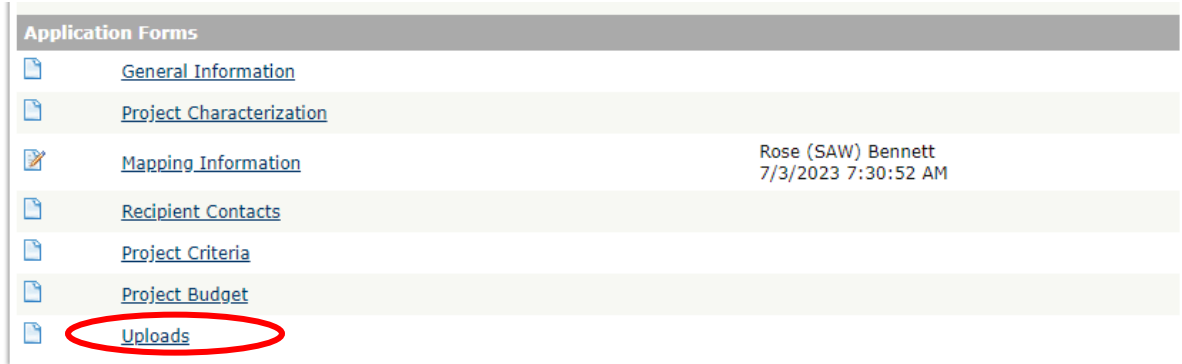 Application Forms
General Information
Project Characterization
Mapping Information
Rose (SAW) Bennett
7/3/2023 7:30:52 AM
Recipient Contacts
Project Criteria
Project Budget
Uploads